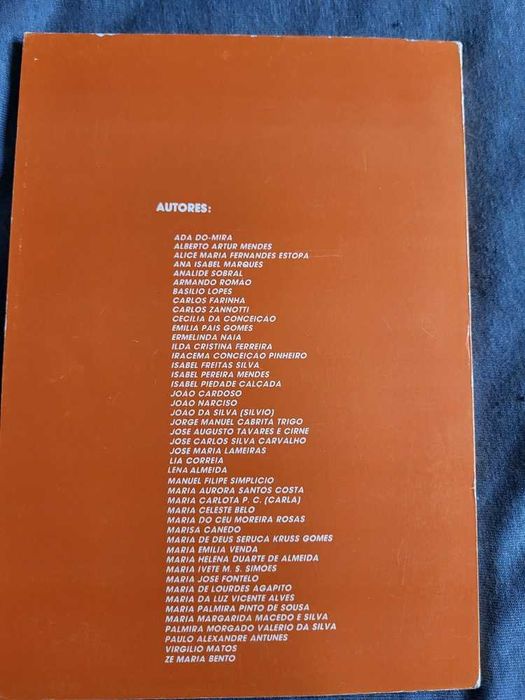 AUTORES:
ADA DO-MIRA
ALBERTO ARTUR MENDES
ALICE MARIA FERNANDES ESTOPA
ANA ISABEL MARQUES
ANALIDE SOBRAL
ARMANDO ROMÃO
BASILIO LOPES
CARLOS FARINHA
CARLOS ZANNOTTI
CECÍLIA DA CONCEIÇÃO
EMILIA PAIS GOMES
ERMELINDA NAIA
ILDA CRISTINA FERREIRA
IRACEMA CONCEIÇÃO PINHEIRO
ISABEL FREITAS SILVA
ISABEL PEREIRA MENDES
ISABEL PIEDADE CALÇADA
JOÃO CARDOSO
JOÃO NARCISO
JOÃO DA SILVA (SILVIO)
JORGE MANUEL CABRITA TRIGO
JOSE AUGUSTO TAVARES E CIRNE
JOSE CARLOS SILVA CARVALHO
JOSE MARIA LAMEIRAS
LIA CORREIA
LENA ALMEIDA
MANUEL FILIPE SIMPLICIO
MARIA AURORA SANTOS COSTA
MARIA CARLOTA P. C. (CARLA)
MARIA CELESTE BELO
MARIA DO CEU MOREIRA ROSAS
MARISA CANEDO
MARIA DE DEUS SERUCA KRUSS GOMES
MARIA EMILIA VENDA
MARIA HELENA DUARTE DE ALMEIDA
MARIA IVETE M. S. SIMOES
MARIA JOSE FONTELO
MARIA DE LOURDES AGAPITO
MARIA DA LUZ VICENTE ALVES
MARIA PALMIRA PINTO DE SOUSA
MARIA MARGARIDA MACEDO E SILVA
PALMIRA MORGADO VALERIO DA SILVA
PAULO ALEXANDRE ANTUNES
VIRGILIO MATOS
ZE MARIA BENTO